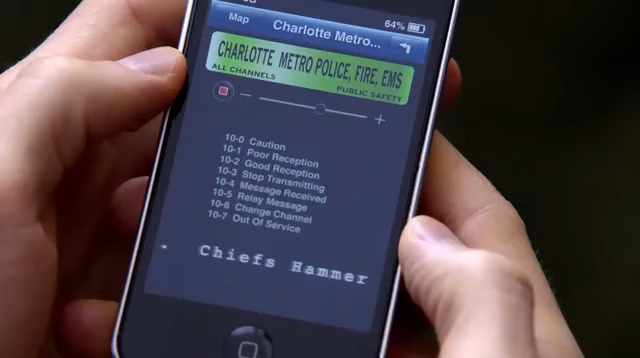 64%
Map
Charlotte Metro...
CHARLOTTE METRO POLICE, FIRE, EMS
ALL CHANNELS
PUBLIC SAFETY
10-0 Caution
10-1 Poor Reception
10-2 Good Reception
10-3 Stop Transmitting
10-4 Message Received
10-5 Relay Message
10-6 Change Channel
10-7 Out Of Service
- Chiefs Hammer